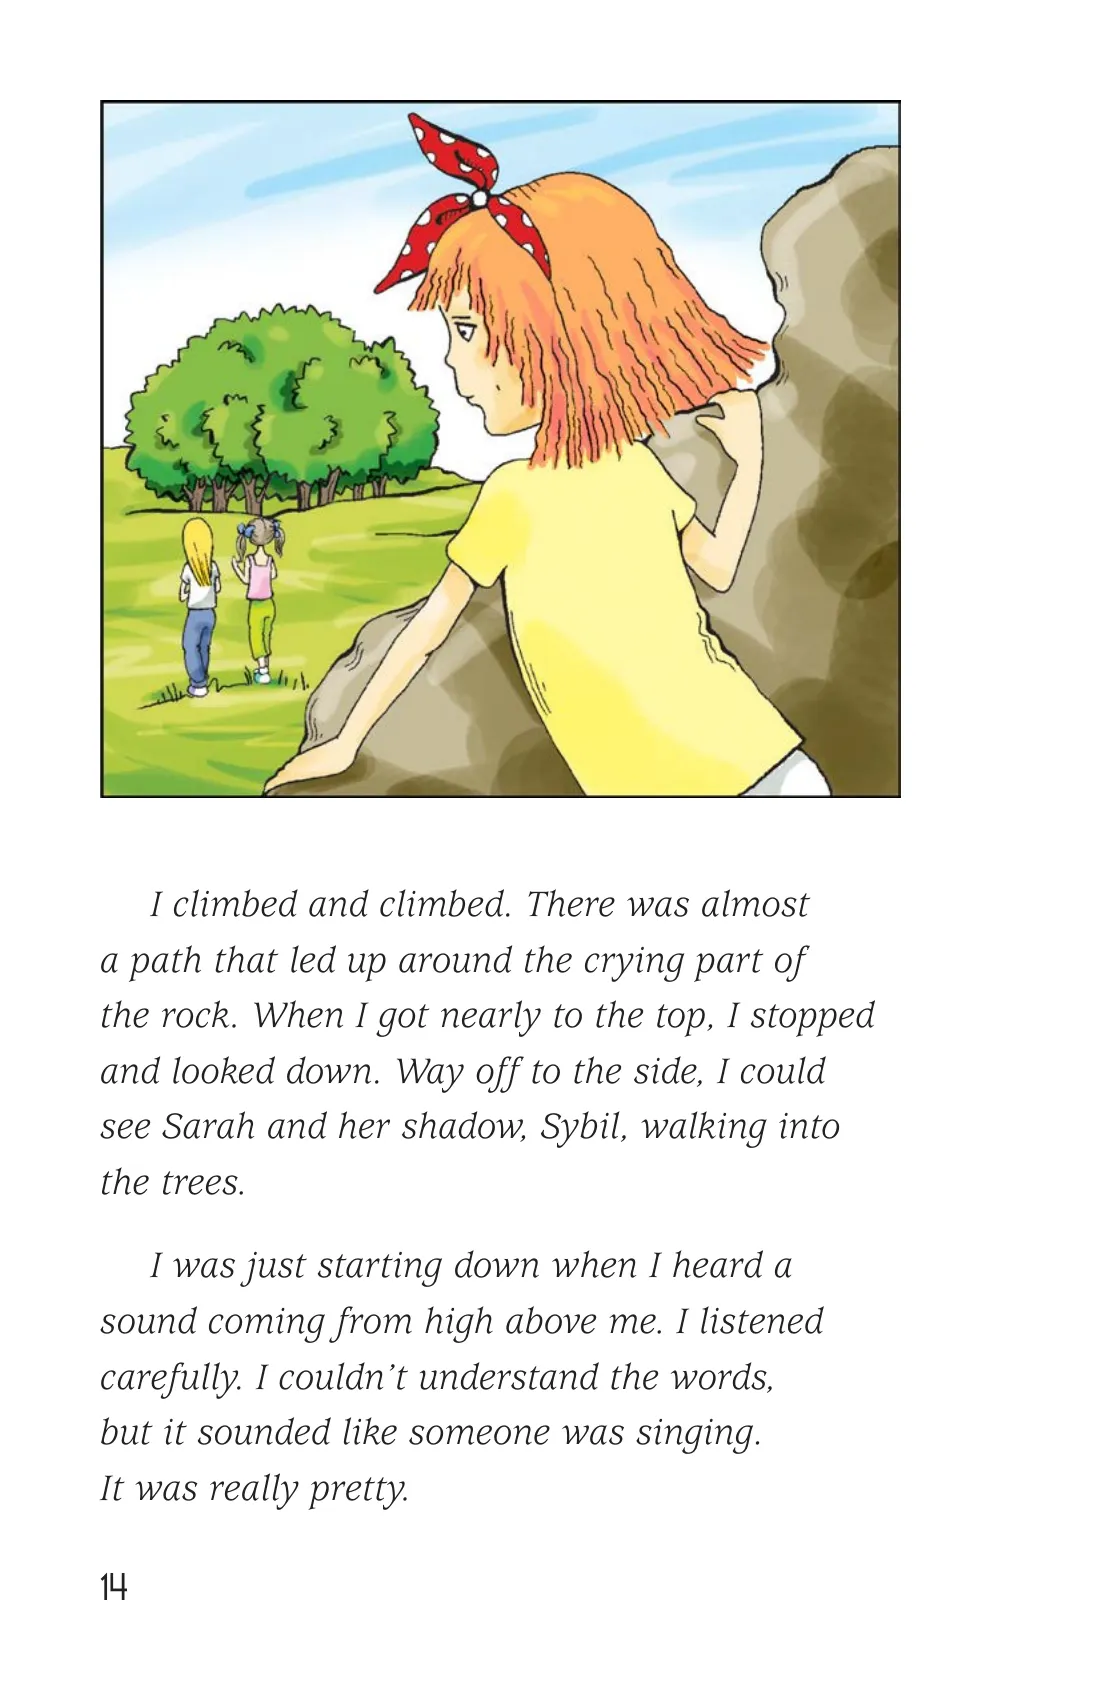 I climbed and climbed. There was almost
a path that led up around the crying part of
the rock. When I got nearly to the top, I stopped
and looked down. Way off to the side, I could
see Sarah and her shadow, Sybil, walking into
the trees.
I was just starting down when I heard a
sound coming from high above me. I listened
carefully. I couldn’t understand the words,
but it sounded like someone was singing.
It was really pretty.
14